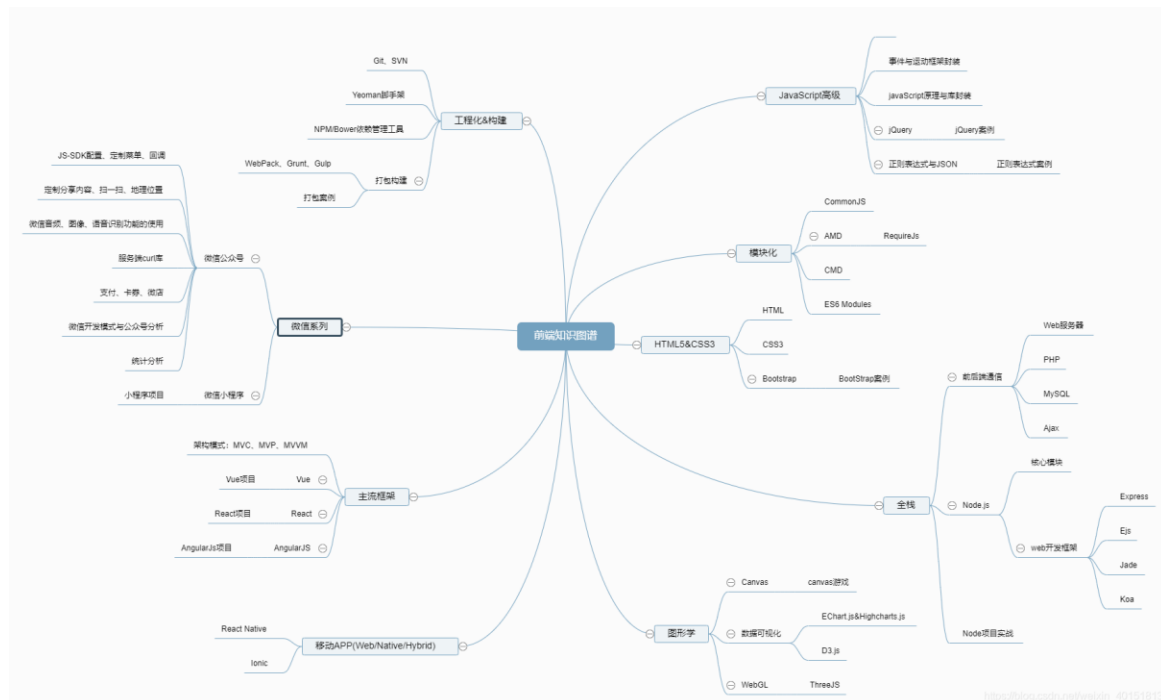 前端知识图谱
JavaScript高级
事件与运动框架封装
javaScript原理与库封装
jQuery
jQuery案例
正则表达式与JSON
正则表达式案例
模块化
CommonJS
AMD
RequireJs
CMD
ES6 Modules
HTML5&CSS3
HTML
CSS3
Bootstrap
BootStrap案例
全栈
前后端通信
Web服务器
PHP
MySQL
Ajax
Node.js
核心模块
web开发框架
Express
Ejs
Jade
Koa
Node项目实战
图形学
Canvas
canvas游戏
数据可视化
EChart.js&Highcharts.js
D3.js
WebGL
ThreeJS
工程化&构建
Git、SVN
Yeoman脚手架
NPM/Bower依赖管理工具
打包构建
WebPack、Grunt、Gulp
打包案例
微信系列
微信公众号
JS-SDK配置、定制菜单、回调
定制分享内容、扫一扫、地理位置
微信音频、图像、语音识别功能的使用
服务端curl库
支付、卡券、微店
微信开发模式与公众号分析
统计分析
微信小程序
小程序项目
主流框架
架构模式：MVC、MVP、MVVM
Vue
Vue项目
React
React项目
AngularJS
AngularJs项目
移动APP(Web/Native/Hybrid)
React Native
Ionic